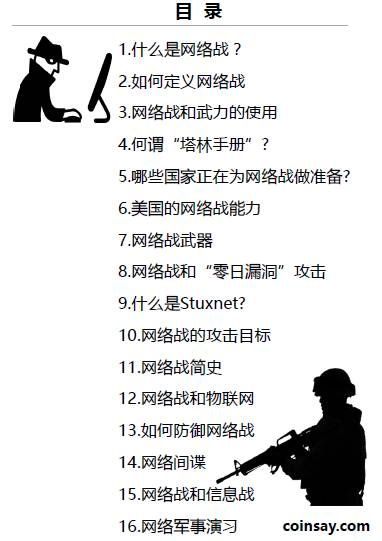 目 录
1.什么是网络战？
2.如何定义网络战
3.网络战和武力的使用
4.何谓“塔林手册”?
5.哪些国家正在为网络战做准备?
6.美国的网络战能力
7.网络战武器
8.网络战和“零日漏洞”攻击
9.什么是Stuxnet?
10.网络战的攻击目标
11.网络战简史
12.网络战和物联网
13.如何防御网络战
14.网络间谍
15.网络战和信息战
16.网络军事演习
coinsay.com